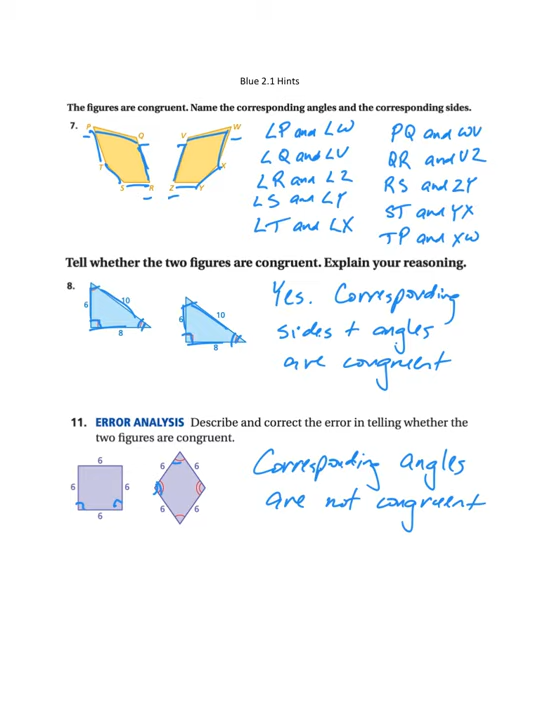 Blue 2.1 Hints
The figures are congruent. Name the corresponding angles and the corresponding sides.
7. P Q V W
T X
S R Z Y
∠P and ∠W PQ and WV
∠Q and ∠V QR and VZ
∠R and ∠Z RS and ZY
∠S and ∠Y ST and YX
∠T and ∠X TP and XW
Tell whether the two figures are congruent. Explain your reasoning.
8. 6 10 8 6 10 8
Yes. Corresponding
sides + angles
are congruent
11. ERROR ANALYSIS Describe and correct the error in telling whether the
two figures are congruent.
6 6 6 6
6 6 6 6
Corresponding angles
are not congruent